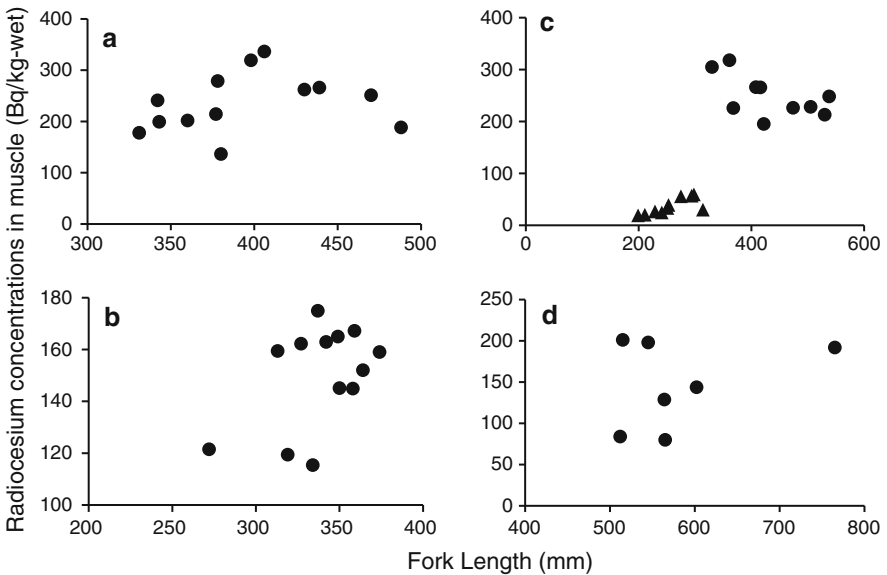 Radiocesium concentrations in muscle (Bq/kg-wet)
a
400
300
200
100
0
300 350 400 450 500
c
400
300
200
100
0
0 200 400 600
b
180
160
140
120
100
200 250 300 350 400
d
250
200
150
100
50
0
400 500 600 700 800
Fork Length (mm)